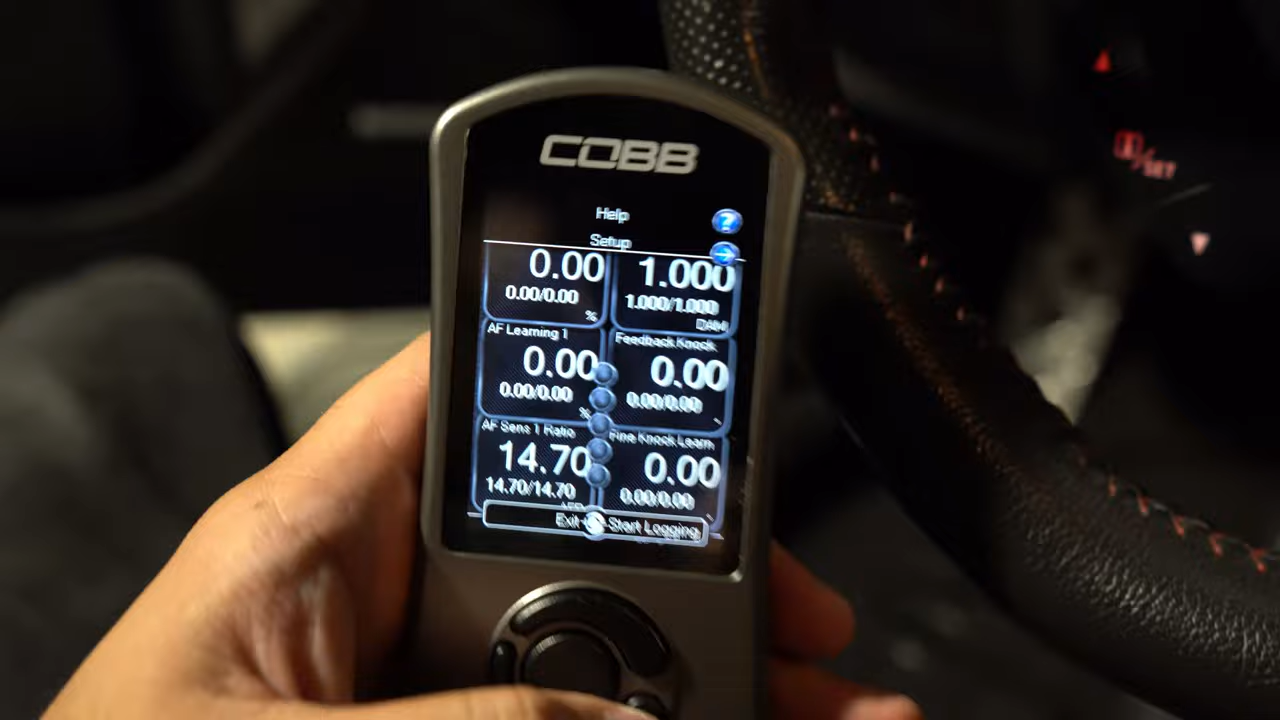 COBB
Help
?
Setup
0.00 1.000
0.00/0.00 1.000/1.000
% DAM
AF Learning 1 Feedback Knock
0.00 0.00
0.00/0.00 0.00/0.00
% °
AF Sens 1 Ratio Fine Knock Learn
14.70 0.00
14.70/14.70 0.00/0.00
Exit Start Logging
/SET